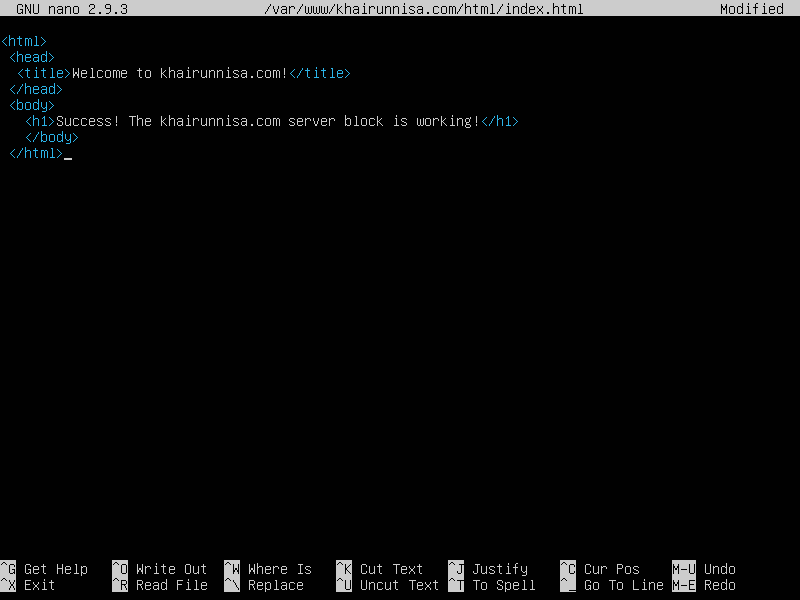 GNU nano 2.9.3 /var/www/khairunnisa.com/html/index.html Modified
<html>
<head>
<title>Welcome to khairunnisa.com!</title>
</head>
<body>
<h1>Success! The khairunnisa.com server block is working!</h1>
</body>
</html>_
^G Get Help ^O Write Out ^W Where Is ^K Cut Text ^J Justify ^C Cur Pos M-U Undo
^X Exit ^R Read File ^\ Replace ^U Uncut Text ^T To Spell ^_ Go To Line M-E Redo